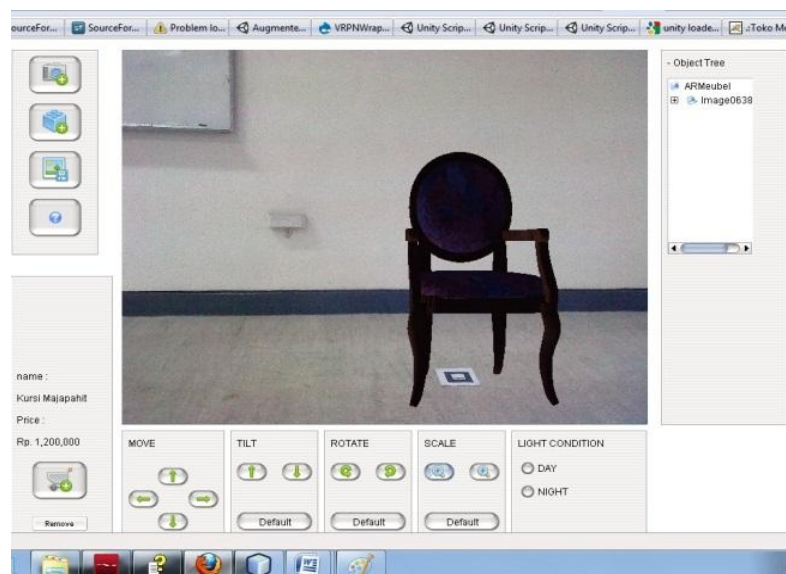 ourceFor...
SourceFor...
Problem lo...
Augmente...
VRPNWrap...
Unity Scrip...
Unity Scrip...
Unity Scrip...
unity loade...
.:Toko Me
- Object Tree
ARMeubel
Image0638
name :
Kursi Majapahit
Price :
Rp. 1,200,000
Remove
MOVE
TILT
Default
ROTATE
Default
SCALE
Default
LIGHT CONDITION
DAY
NIGHT